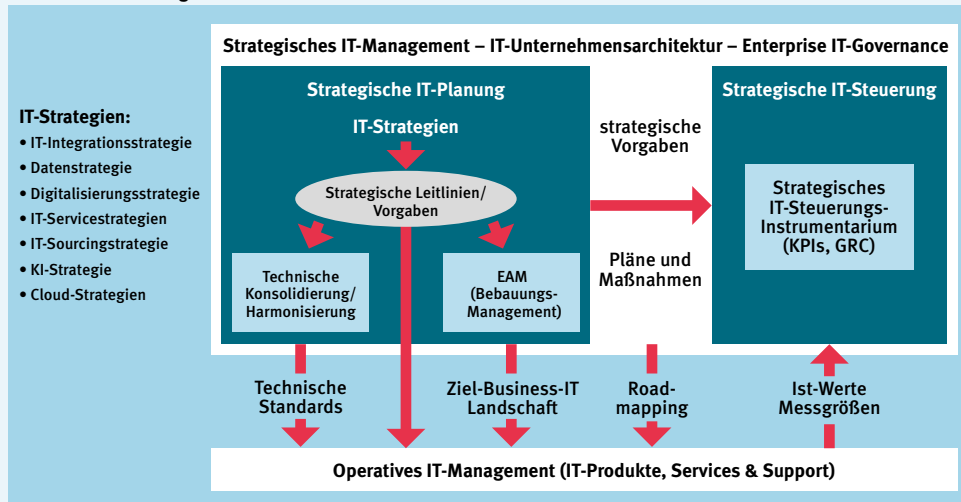 Strategisches IT-Management – IT-Unternehmensarchitektur – Enterprise IT-Governance
IT-Strategien:
• IT-Integrationsstrategie
• Datenstrategie
• Digitalisierungsstrategie
• IT-Servicestrategien
• IT-Sourcingstrategie
• KI-Strategie
• Cloud-Strategien
Strategische IT-Planung
IT-Strategien
Strategische Leitlinien/
Vorgaben
Technische
Konsolidierung/
Harmonisierung
EAM
(Bebauungs-
Management)
strategische
Vorgaben
Pläne und
Maßnahmen
Strategische IT-Steuerung
Strategisches
IT-Steuerungs-
Instrumentarium
(KPIs, GRC)
Technische
Standards
Ziel-Business-IT
Landschaft
Road-
mapping
Ist-Werte
Messgrößen
Operatives IT-Management (IT-Produkte, Services & Support)